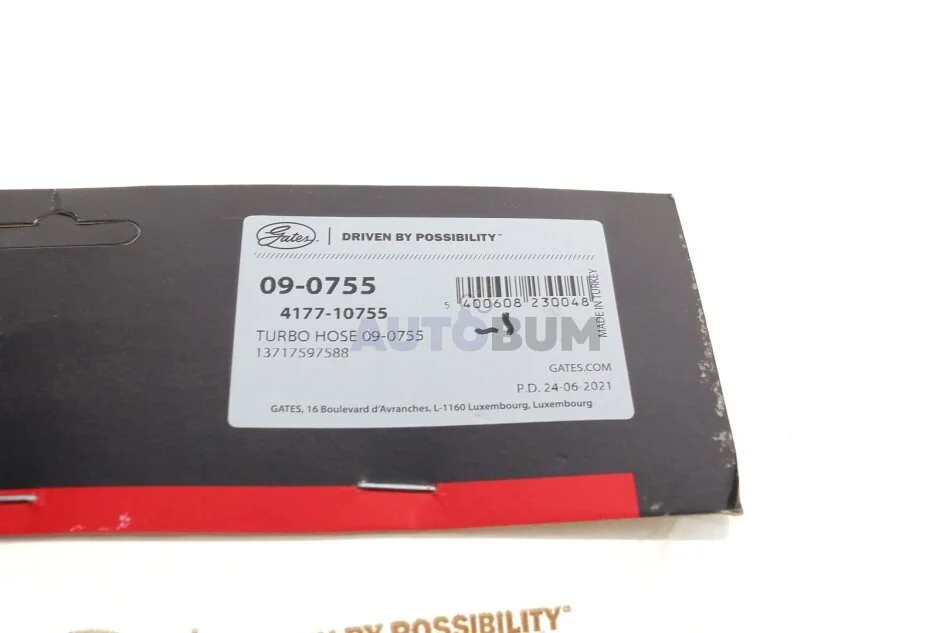 Gates | DRIVEN BY POSSIBILITY™
09-0755
4177-10755
TURBO HOSE 09-0755
13717597588
5 400608 230048
MADE IN TURKEY
AUTOBUM
GATES.COM
P.D. 24-06-2021
GATES, 16 Boulevard d'Avranches, L-1160 Luxembourg, Luxembourg
DRIVEN BY POSSIBILITY™